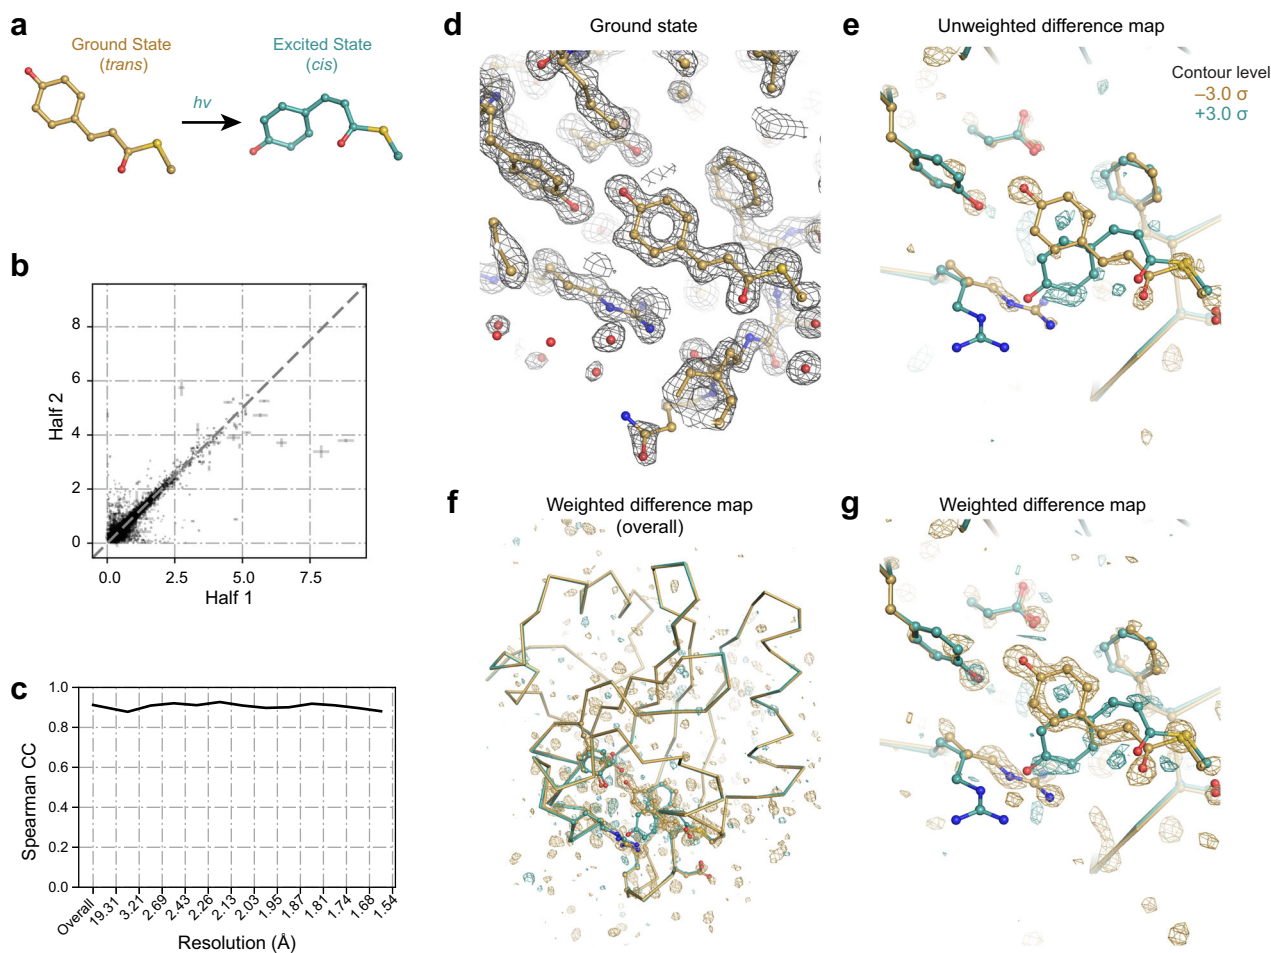 a
Ground State
(trans)
hν
Excited State
(cis)
b
Half 2
8
6
4
2
0
0.0 2.5 5.0 7.5
Half 1
c
Spearman CC
1.0
0.8
0.6
0.4
0.2
0.0
Overall 19.31 3.21 2.69 2.43 2.26 2.13 2.03 1.95 1.87 1.81 1.74 1.68 1.54
Resolution (Å)
d
Ground state
e
Unweighted difference map
Contour level
–3.0 σ
+3.0 σ
f
Weighted difference map
(overall)
g
Weighted difference map